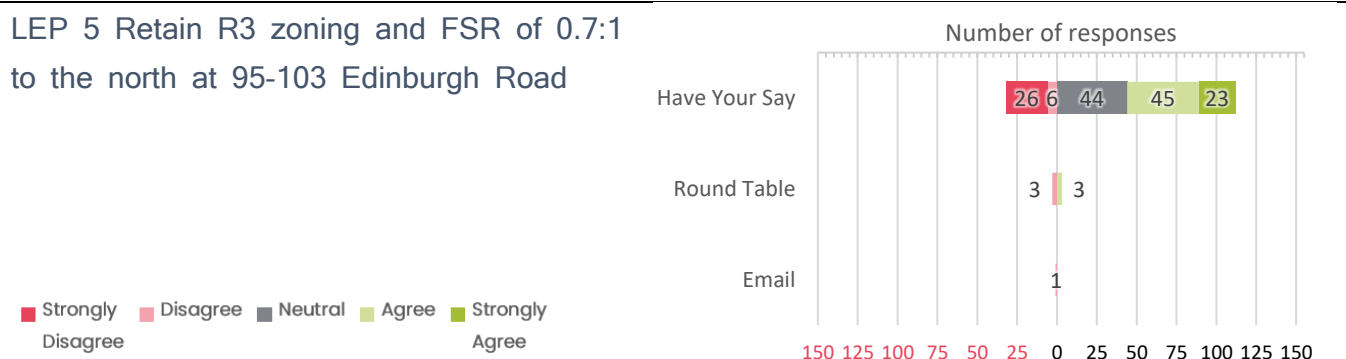 LEP 5 Retain R3 zoning and FSR of 0.7:1
to the north at 95-103 Edinburgh Road
Number of responses
Have Your Say
26 6 44 45 23
Round Table
3 3
Email
1
Strongly Disagree Disagree Neutral Agree Strongly Agree
150 125 100 75 50 25 0 25 50 75 100 125 150